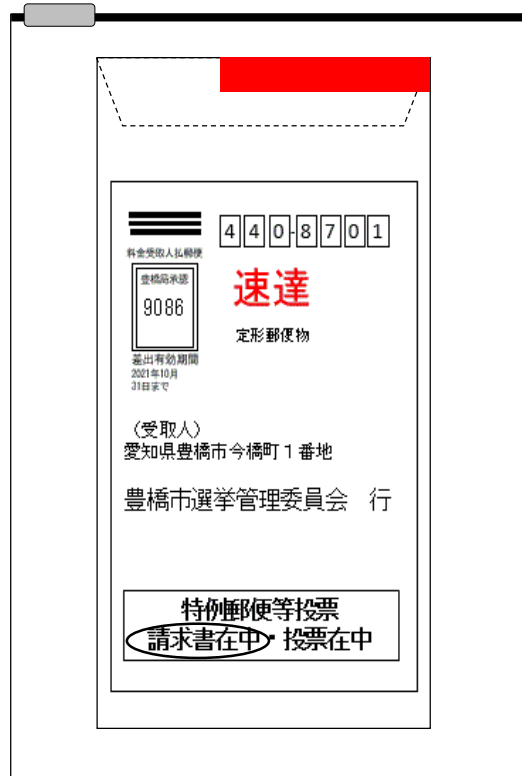 440-8701
料金受取人払郵便
豊橋局承認
9086
速達
定形郵便物
差出有効期間
2021年10月
31日まで
(受取人)
愛知県豊橋市今橋町1番地
豊橋市選挙管理委員会 行
特例郵便等投票
請求書在中・投票在中